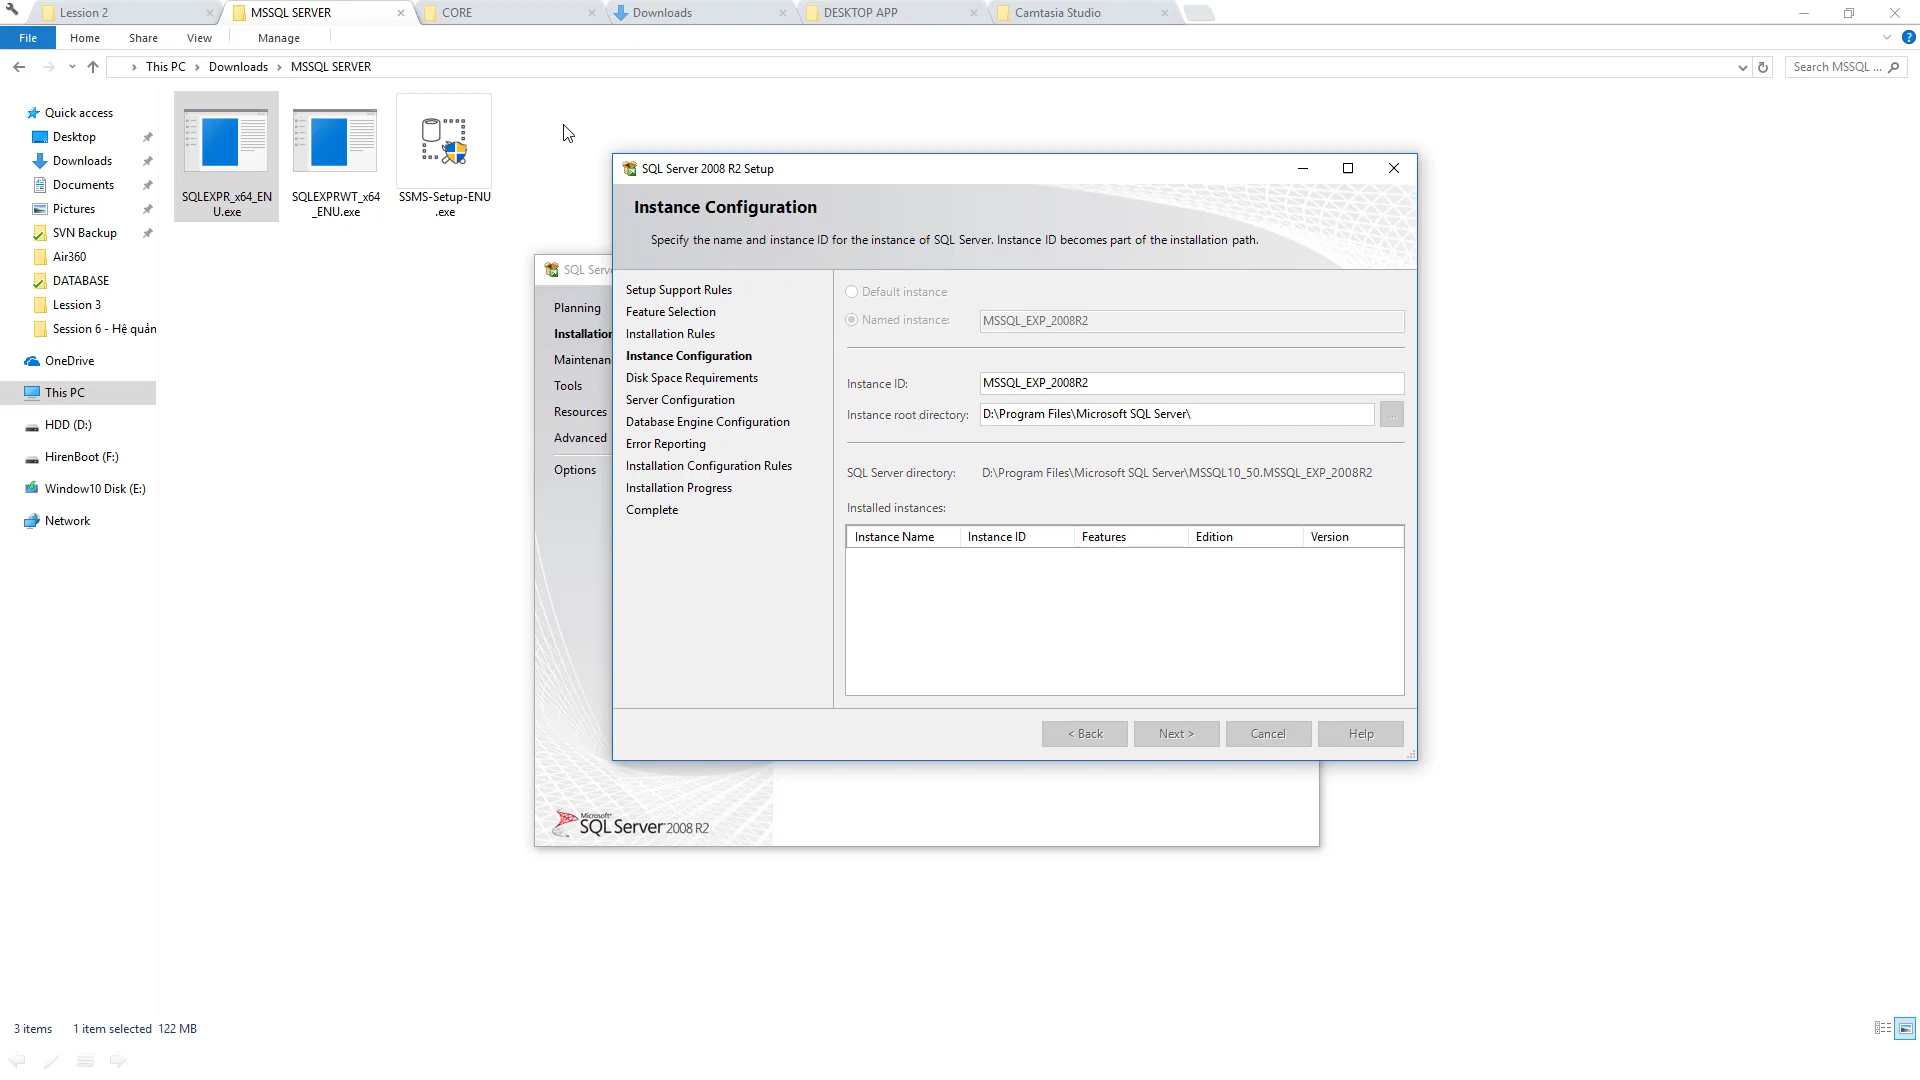 Lession 2
MSSQL SERVER
CORE
Downloads
DESKTOP APP
Camtasia Studio
File
Home
Share
View
Manage
This PC
Downloads
MSSQL SERVER
Search MSSQL ...
Quick access
Desktop
Downloads
Documents
Pictures
SVN Backup
Air360
DATABASE
Lession 3
Session 6 - Hệ quản
OneDrive
This PC
HDD (D:)
HirenBoot (F:)
Window10 Disk (E:)
Network
SQLEXPR_x64_EN
U.exe
SQLEXPRWT_x64
_ENU.exe
SSMS-Setup-ENU
.exe
SQL Serv
Planning
Installation
Maintenan
Tools
Resources
Advanced
Options
Microsoft
SQL Server 2008 R2
SQL Server 2008 R2 Setup
Instance Configuration
Specify the name and instance ID for the instance of SQL Server. Instance ID becomes part of the installation path.
Setup Support Rules
Feature Selection
Installation Rules
Instance Configuration
Disk Space Requirements
Server Configuration
Database Engine Configuration
Error Reporting
Installation Configuration Rules
Installation Progress
Complete
Default instance
Named instance: MSSQL_EXP_2008R2
Instance ID: MSSQL_EXP_2008R2
Instance root directory: D:\Program Files\Microsoft SQL Server\ ...
SQL Server directory: D:\Program Files\Microsoft SQL Server\MSSQL10_50.MSSQL_EXP_2008R2
Installed instances:
Instance Name Instance ID Features Edition Version
< Back Next > Cancel Help
3 items 1 item selected 122 MB